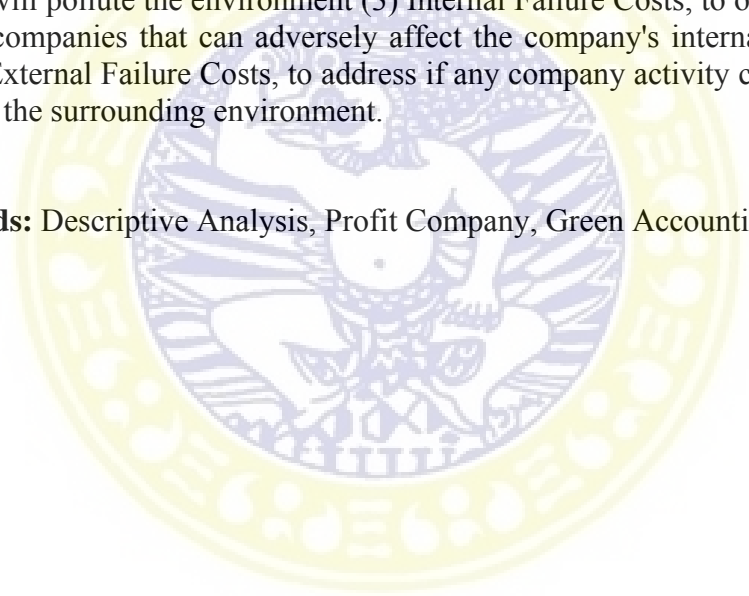 will pollute the environment (3) Internal Failure Costs, to o
companies that can adversely affect the company's interna
External Failure Costs, to address if any company activity c
the surrounding environment.
ds: Descriptive Analysis, Profit Company, Green Accounti